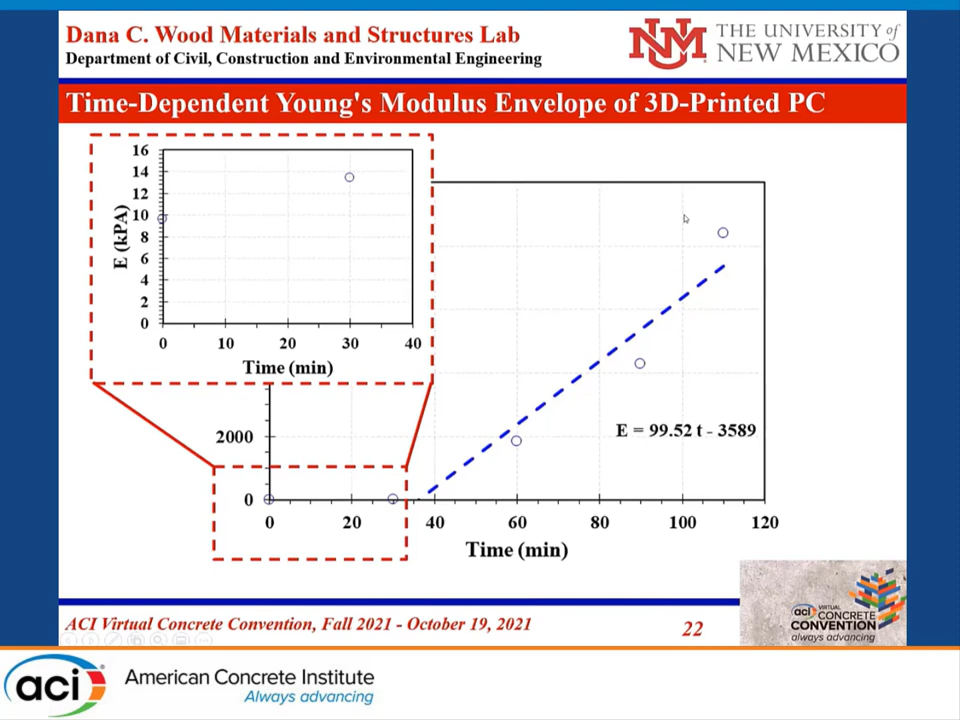 Dana C. Wood Materials and Structures Lab
Department of Civil, Construction and Environmental Engineering
THE UNIVERSITY of
NEW MEXICO
Time-Dependent Young's Modulus Envelope of 3D-Printed PC
16
14
12
10
8
6
4
2
0
E (kPA)
0 10 20 30 40
Time (min)
2000
0
E = 99.52 t - 3589
0 20 40 60 80 100 120
Time (min)
ACI Virtual Concrete Convention, Fall 2021 - October 19, 2021
22
aci VIRTUAL
CONCRETE
CONVENTION
always advancing
aci
American Concrete Institute
Always advancing